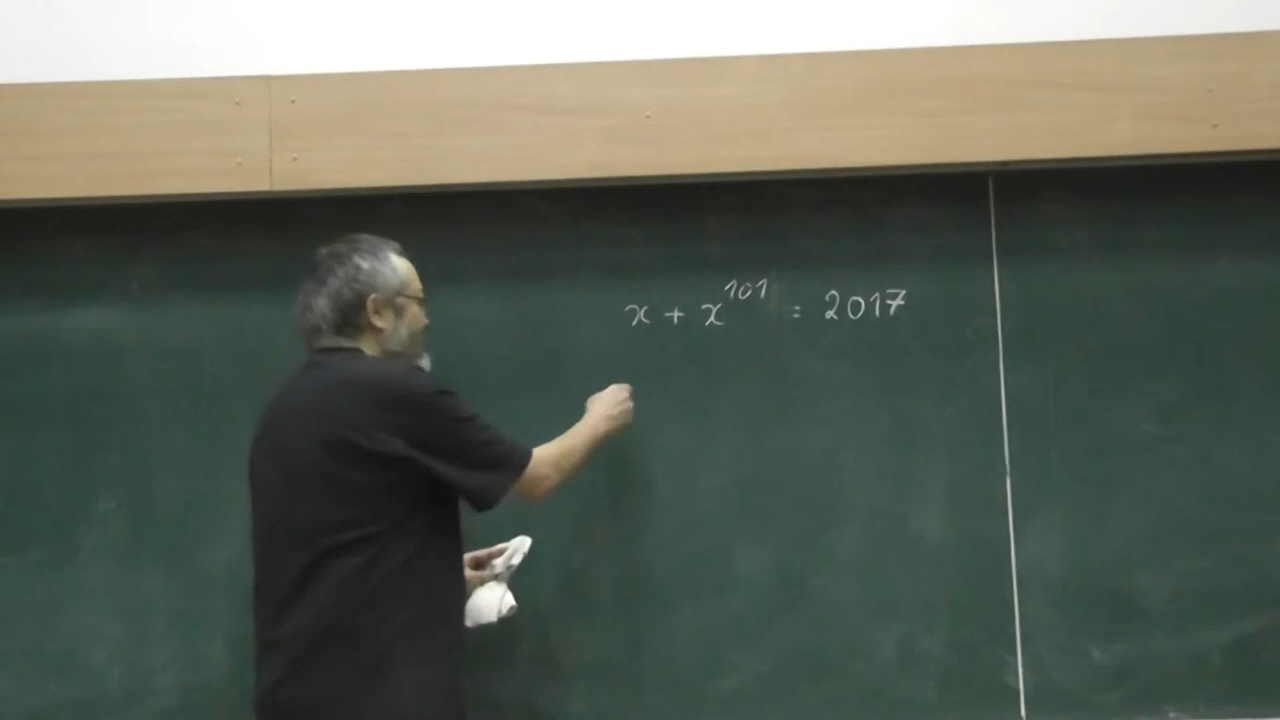 x + x^101 = 2017